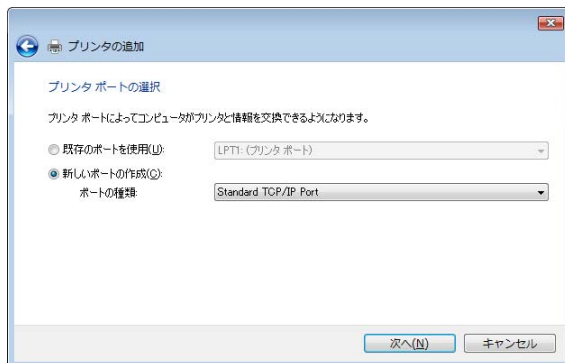 プリンタの追加
プリンタ ポートの選択
プリンタ ポートによってコンピュータがプリンタと情報を交換できるようになります。
既存のポートを使用(U): LPT1: (プリンタ ポート)
新しいポートの作成(C):
ポートの種類: Standard TCP/IP Port
次へ(N) キャンセル